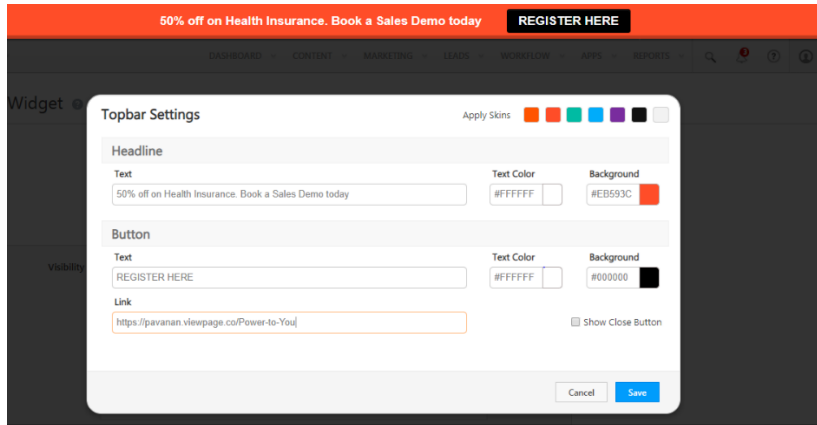 50% off on Health Insurance. Book a Sales Demo today REGISTER HERE
DASHBOARD CONTENT MARKETING LEADS WORKFLOW APPS REPORTS 3
Widget
Topbar Settings Apply Skins
Headline
Text Text Color Background
50% off on Health Insurance. Book a Sales Demo today #FFFFFF #EB593C
Button
Text Text Color Background
Visibility
REGISTER HERE #FFFFFF #000000
Link
https://pavanan.viewpage.co/Power-to-You Show Close Button
Cancel Save